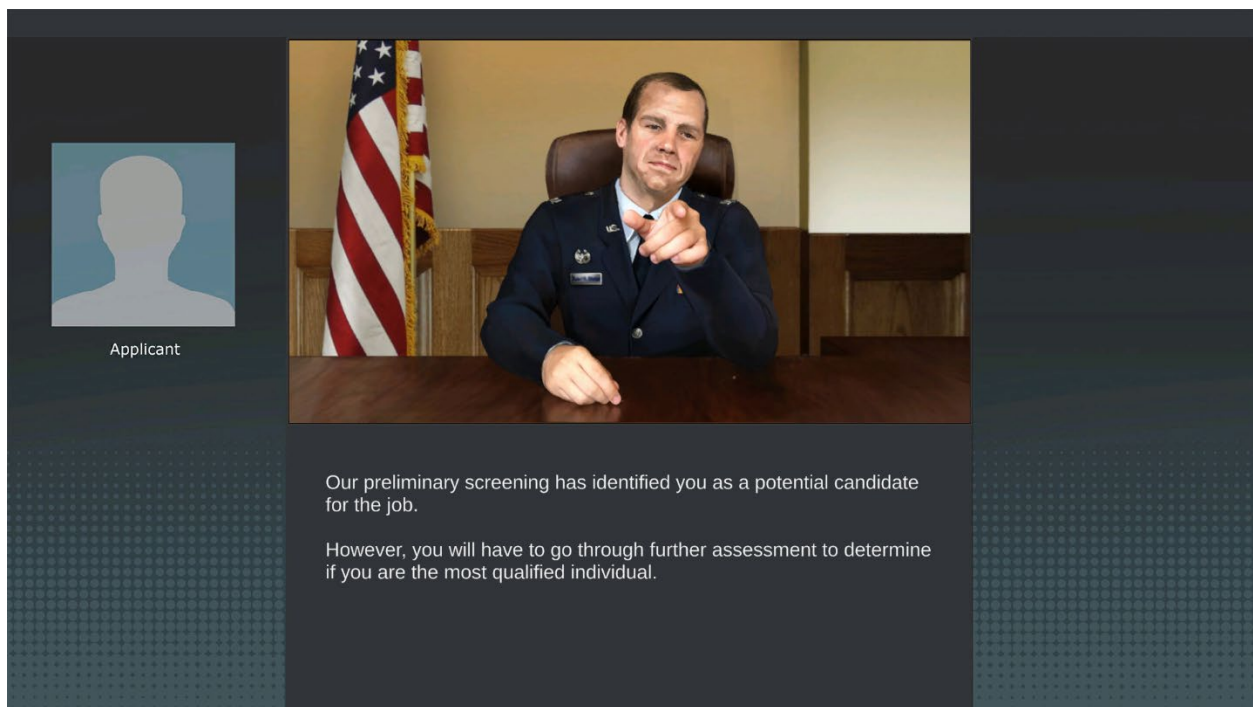 Applicant
Our preliminary screening has identified you as a potential candidate
for the job.
However, you will have to go through further assessment to determine
if you are the most qualified individual.